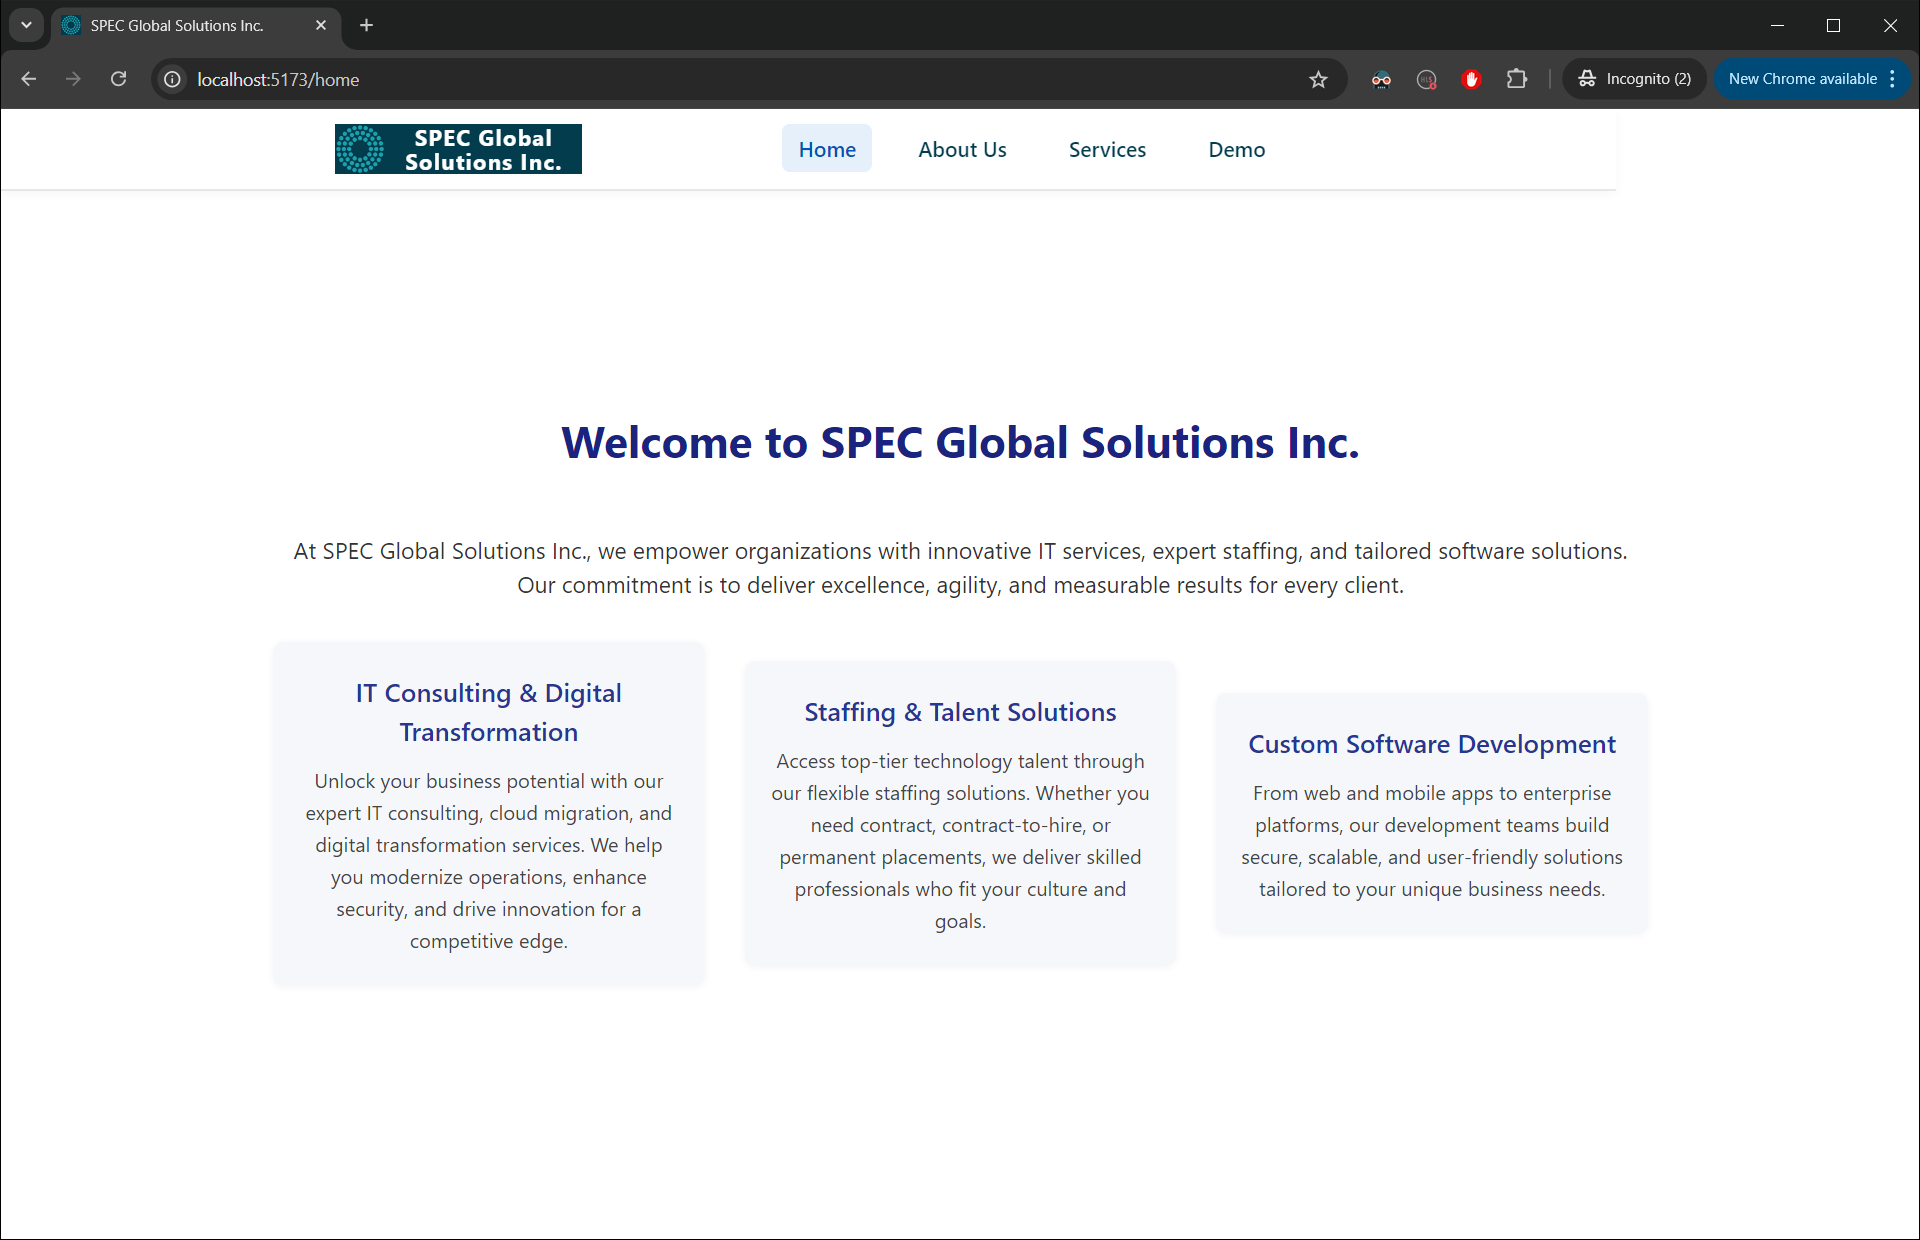 SPEC Global Solutions Inc.
localhost:5173/home
Incognito (2)
New Chrome available
SPEC Global
Solutions Inc.
Home
About Us
Services
Demo
Welcome to SPEC Global Solutions Inc.
At SPEC Global Solutions Inc., we empower organizations with innovative IT services, expert staffing, and tailored software solutions.
Our commitment is to deliver excellence, agility, and measurable results for every client.
IT Consulting & Digital
Transformation
Unlock your business potential with our
expert IT consulting, cloud migration, and
digital transformation services. We help
you modernize operations, enhance
security, and drive innovation for a
competitive edge.
Staffing & Talent Solutions
Access top-tier technology talent through
our flexible staffing solutions. Whether you
need contract, contract-to-hire, or
permanent placements, we deliver skilled
professionals who fit your culture and
goals.
Custom Software Development
From web and mobile apps to enterprise
platforms, our development teams build
secure, scalable, and user-friendly solutions
tailored to your unique business needs.